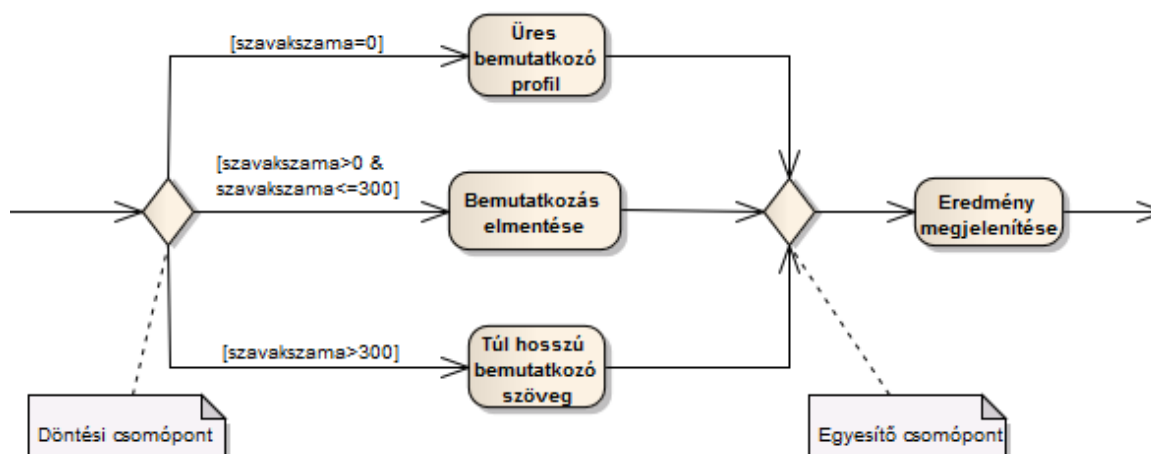 [szavakszama=0]
Üres
bemutatkozó
profil
[szavakszama>0 &
szavakszama<=300]
Bemutatkozás
elmentése
Eredmény
megjelenítése
[szavakszama>300]
Túl hosszú
bemutatkozó
szöveg
Döntési csomópont
Egyesítő csomópont